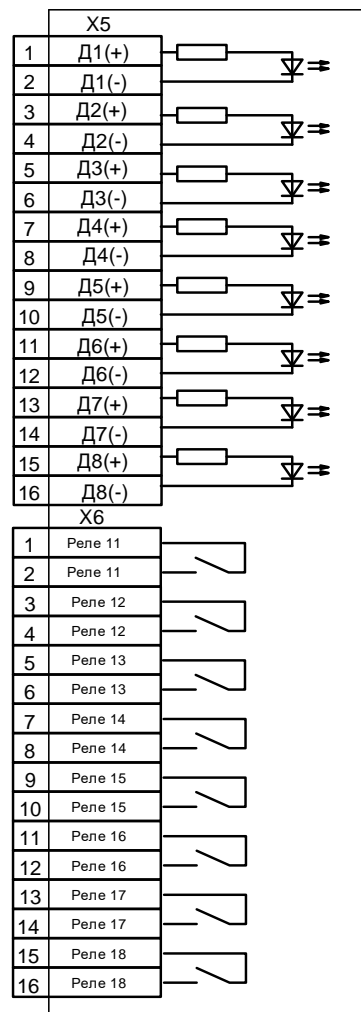 X5
1 Д1(+)
2 Д1(-)
3 Д2(+)
4 Д2(-)
5 Д3(+)
6 Д3(-)
7 Д4(+)
8 Д4(-)
9 Д5(+)
10 Д5(-)
11 Д6(+)
12 Д6(-)
13 Д7(+)
14 Д7(-)
15 Д8(+)
16 Д8(-)
X6
1 Реле 11
2 Реле 11
3 Реле 12
4 Реле 12
5 Реле 13
6 Реле 13
7 Реле 14
8 Реле 14
9 Реле 15
10 Реле 15
11 Реле 16
12 Реле 16
13 Реле 17
14 Реле 17
15 Реле 18
16 Реле 18